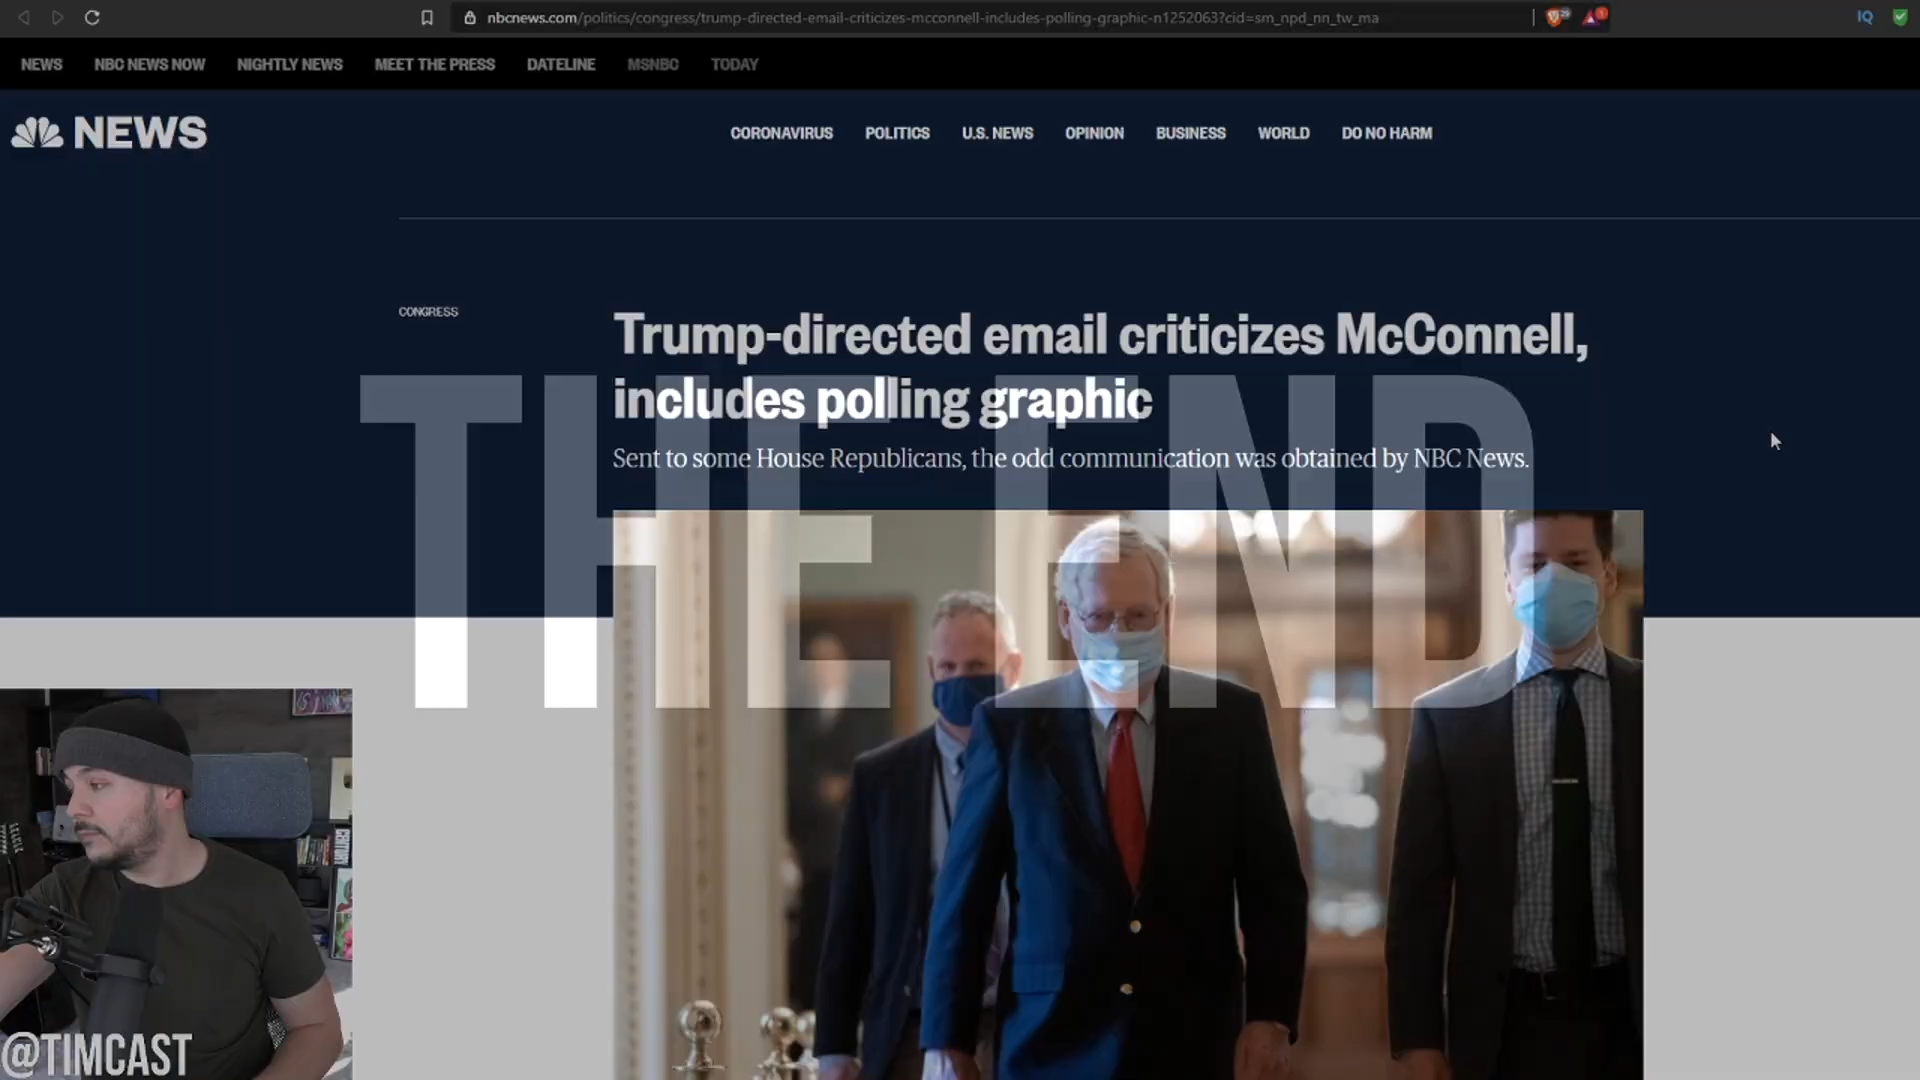 nbcnews.com/politics/congress/trump-directed-email-criticizes-mcconnell-includes-polling-graphic-n1252063?cid=sm_npd_nn_tw_ma
IQ
NEWS NBC NEWS NOW NIGHTLY NEWS MEET THE PRESS DATELINE MSNBC TODAY
NEWS
CORONAVIRUS POLITICS U.S. NEWS OPINION BUSINESS WORLD DO NO HARM
CONGRESS
Trump-directed email criticizes McConnell,
includes polling graphic
Sent to some House Republicans, the odd communication was obtained by NBC News.
THE END
@TIMCAST